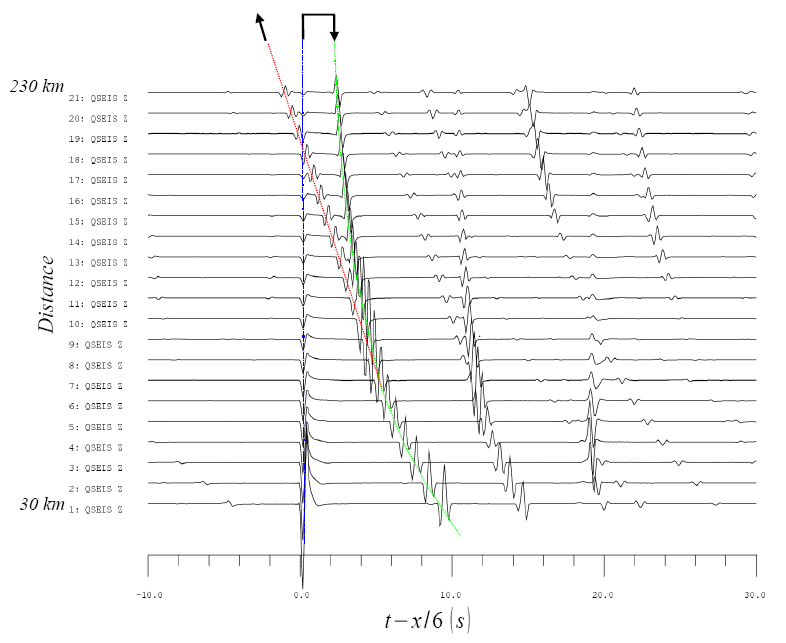 230 km
21: QSEIS Z
20: QSEIS Z
19: QSEIS Z
18: QSEIS Z
17: QSEIS Z
16: QSEIS Z
15: QSEIS Z
14: QSEIS Z
13: QSEIS Z
12: QSEIS Z
11: QSEIS Z
10: QSEIS Z
9: QSEIS Z
8: QSEIS Z
7: QSEIS Z
6: QSEIS Z
5: QSEIS Z
4: QSEIS Z
3: QSEIS Z
2: QSEIS Z
30 km 1: QSEIS Z
Distance
-10.0 0.0 10.0 20.0 30.0
t-x/6 (s)